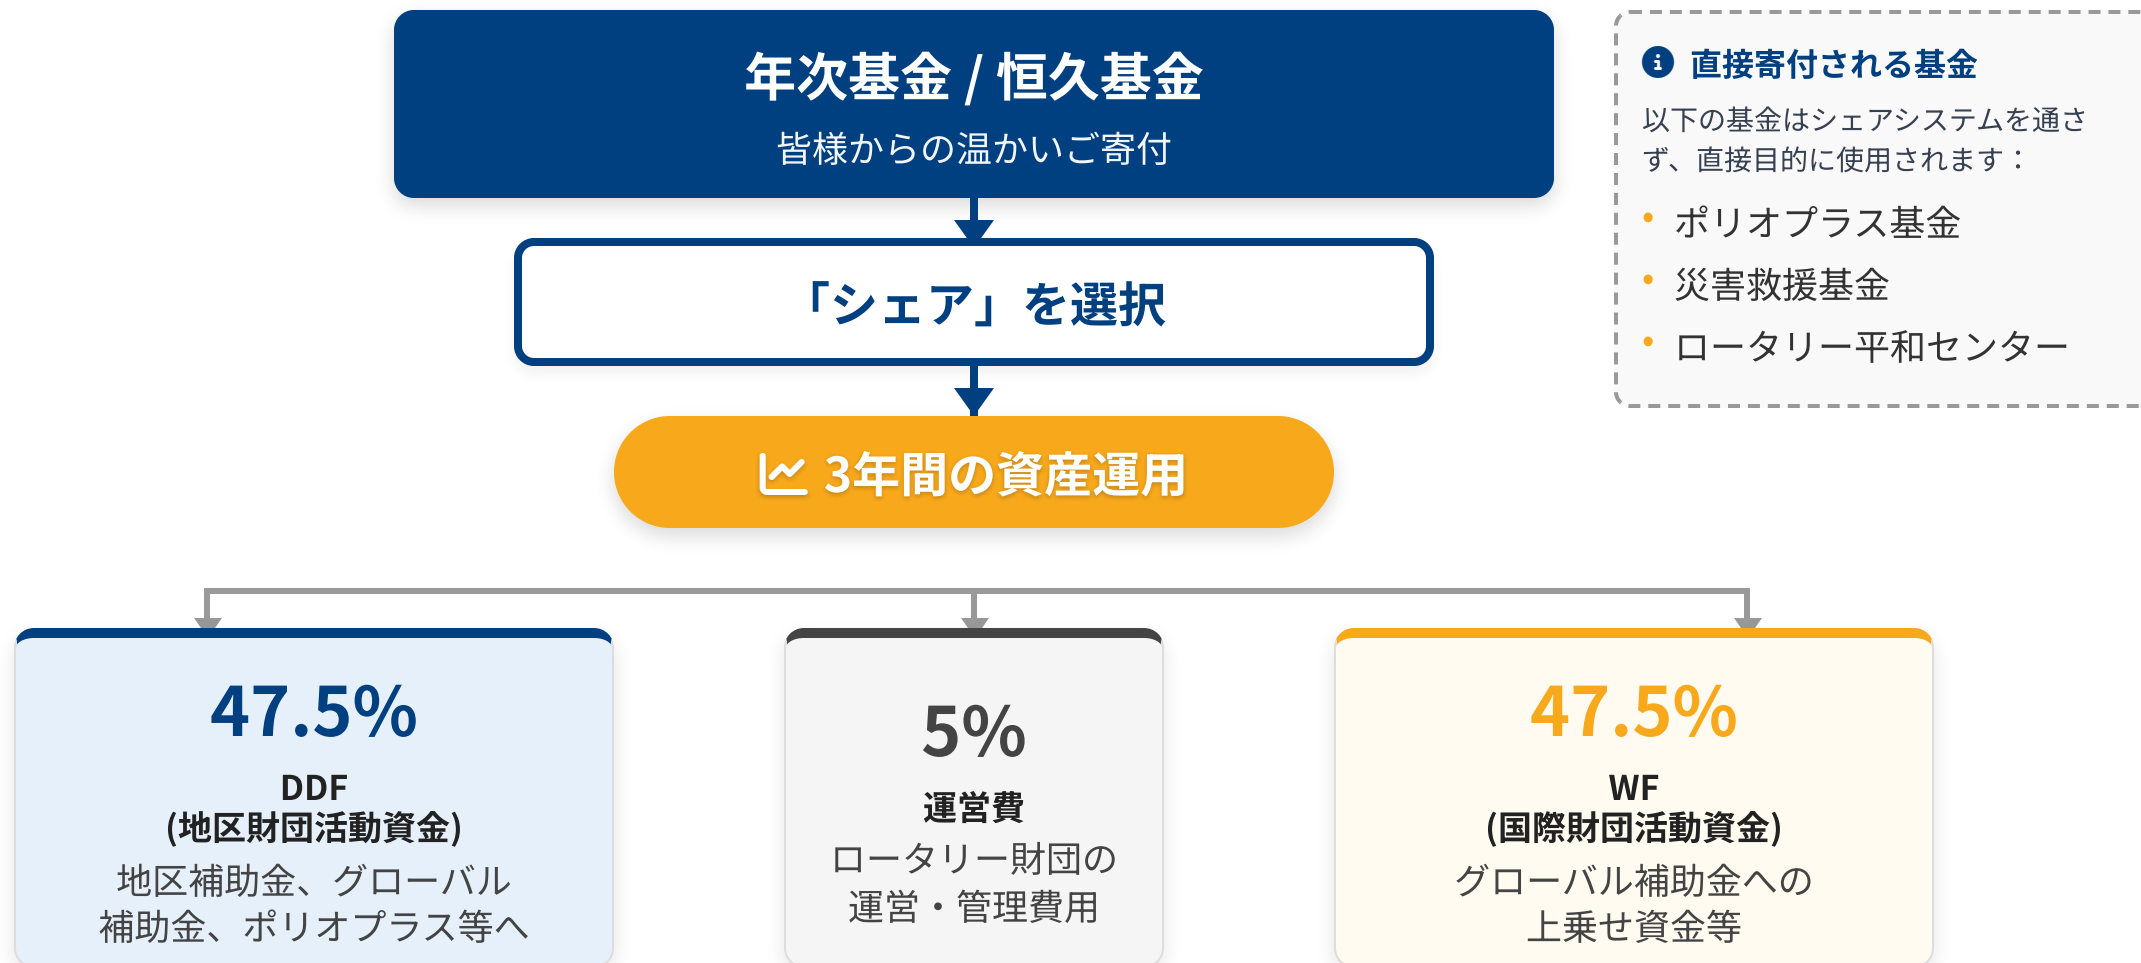 年次基金 / 恒久基金
皆様からの温かいご寄付
「シェア」を選択
3年間の資産運用
直接寄付される基金
以下の基金はシェアシステムを通さ
ず、直接目的に使用されます：
• ポリオプラス基金
• 災害救援基金
• ロータリー平和センター
47.5%
DDF
(地区財団活動資金)
地区補助金、グローバル
補助金、ポリオプラス等へ
5%
運営費
ロータリー財団の
運営・管理費用
47.5%
WF
(国際財団活動資金)
グローバル補助金への
上乗せ資金等